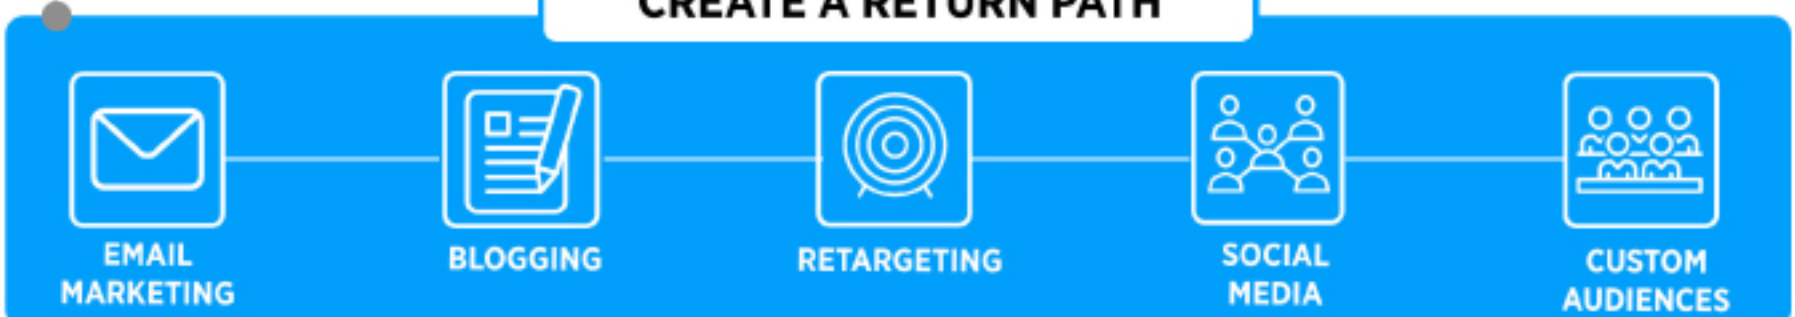 CREATE A RETURN PATH
EMAIL
MARKETING
BLOGGING
RETARGETING
SOCIAL
MEDIA
CUSTOM
AUDIENCES